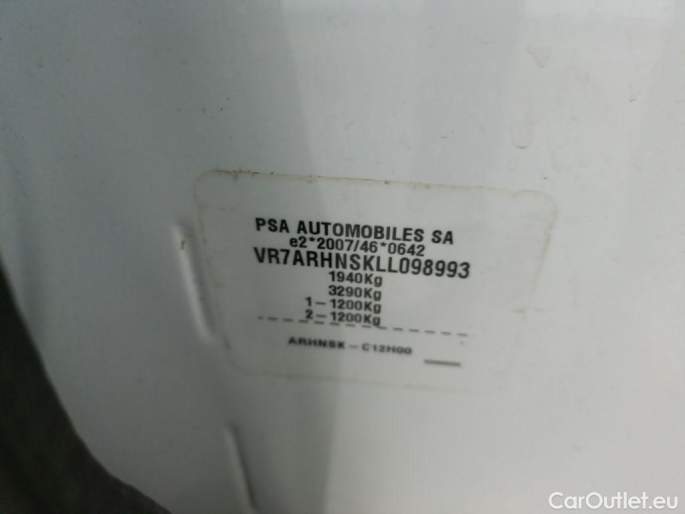 PSA AUTOMOBILES SA
e2*2007/46*0642
VR7ARHNSKLL098993
1940Kg
3290Kg
1-1200Kg
2-1200Kg
ARHNSK-C12H00
CarOutlet.eu